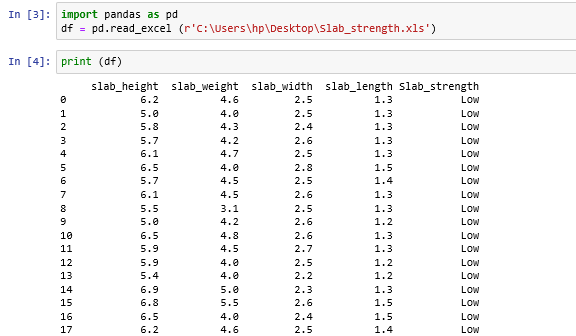 In [3]: import pandas as pd
df = pd.read_excel (r'C:\Users\hp\Desktop\Slab_strength.xls')
In [4]: print (df)
slab_height slab_weight slab_width slab_length Slab_strength
0 6.2 4.6 2.5 1.3 Low
1 5.0 4.0 2.5 1.3 Low
2 5.8 4.3 2.4 1.3 Low
3 5.7 4.2 2.6 1.3 Low
4 6.1 4.7 2.5 1.3 Low
5 6.5 4.0 2.8 1.5 Low
6 5.7 4.5 2.5 1.4 Low
7 6.1 4.5 2.6 1.3 Low
8 5.5 3.1 2.5 1.3 Low
9 5.0 4.2 2.6 1.2 Low
10 6.5 4.8 2.6 1.3 Low
11 5.9 4.5 2.7 1.3 Low
12 5.9 4.0 2.5 1.2 Low
13 5.4 4.0 2.2 1.2 Low
14 6.9 5.0 2.3 1.3 Low
15 6.8 5.5 2.6 1.5 Low
16 6.5 4.0 2.4 1.5 Low
17 6.2 4.6 2.5 1.4 Low